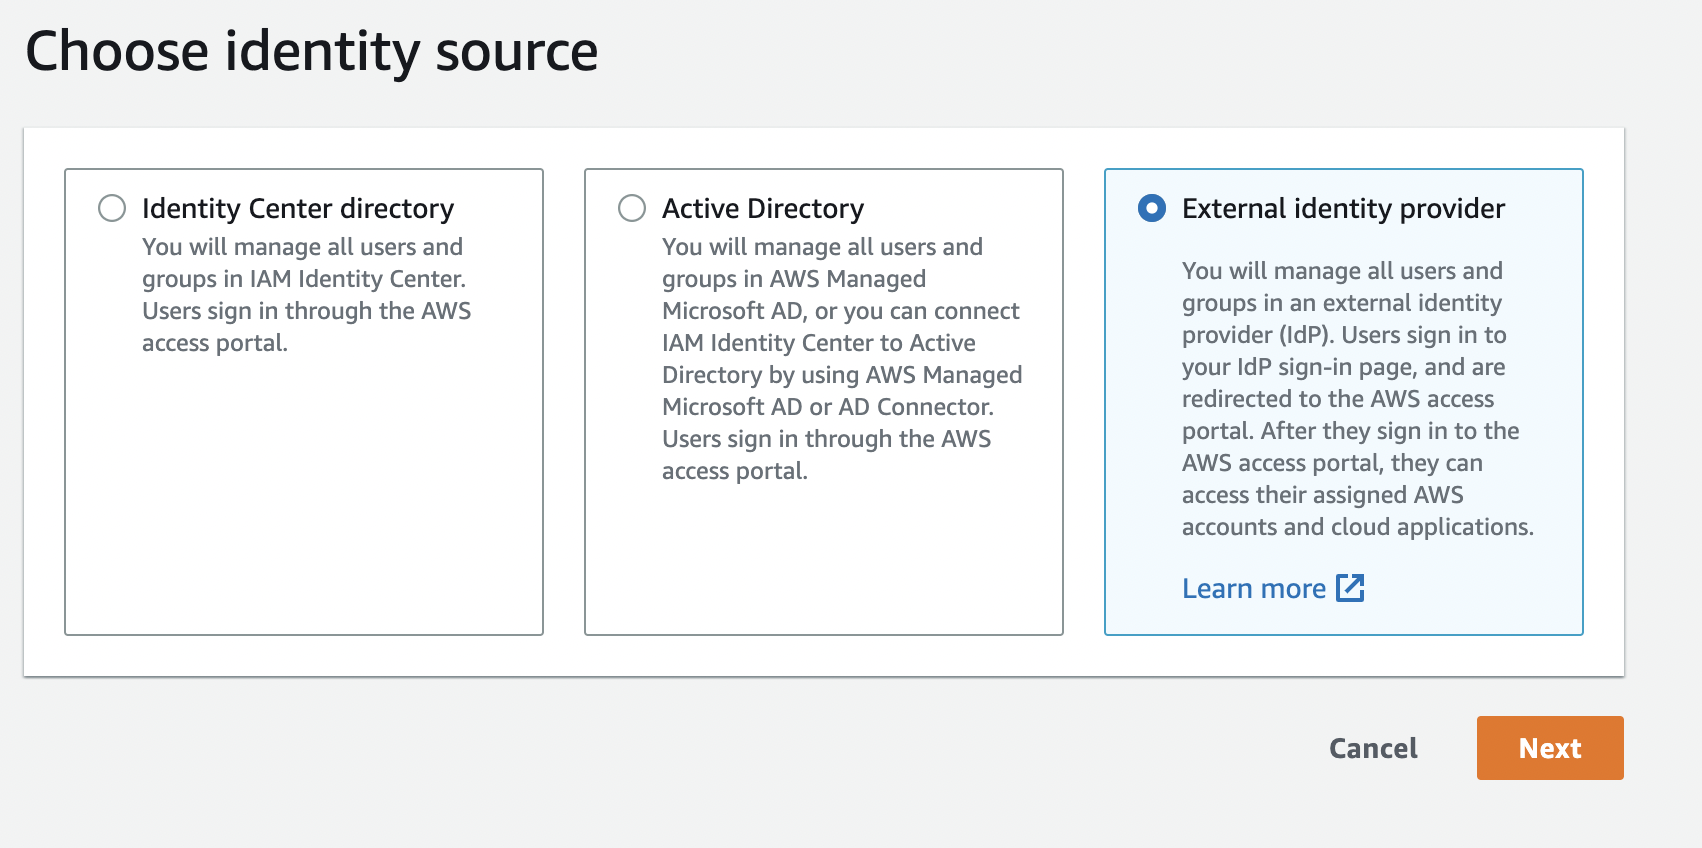 Choose identity source
Identity Center directory
You will manage all users and
groups in IAM Identity Center.
Users sign in through the AWS
access portal.
Active Directory
You will manage all users and
groups in AWS Managed
Microsoft AD, or you can connect
IAM Identity Center to Active
Directory by using AWS Managed
Microsoft AD or AD Connector.
Users sign in through the AWS
access portal.
External identity provider
You will manage all users and
groups in an external identity
provider (IdP). Users sign in to
your IdP sign-in page, and are
redirected to the AWS access
portal. After they sign in to the
AWS access portal, they can
access their assigned AWS
accounts and cloud applications.
Learn more
Cancel
Next